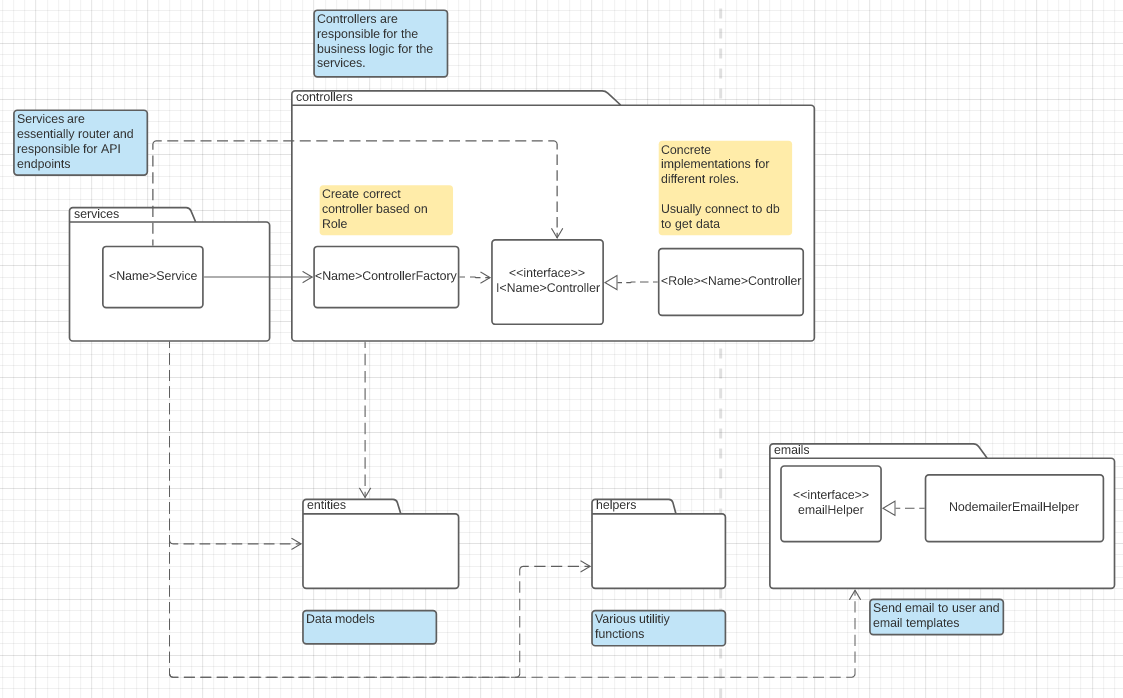 Controllers are
responsible for the
business logic for the
services.
controllers
Services are
essentially router and
responsible for API
endpoints
Concrete
implementations for
different roles.
Usually connect to db
to get data
Create correct
controller based on
Role
services
<Name>Service
<Name>ControllerFactory
<<interface>>
I<Name>Controller
<Role><Name>Controller
emails
<<interface>>
emailHelper
NodemailerEmailHelper
entities
helpers
Send email to user and
email templates
Data models
Various utilitiy
functions